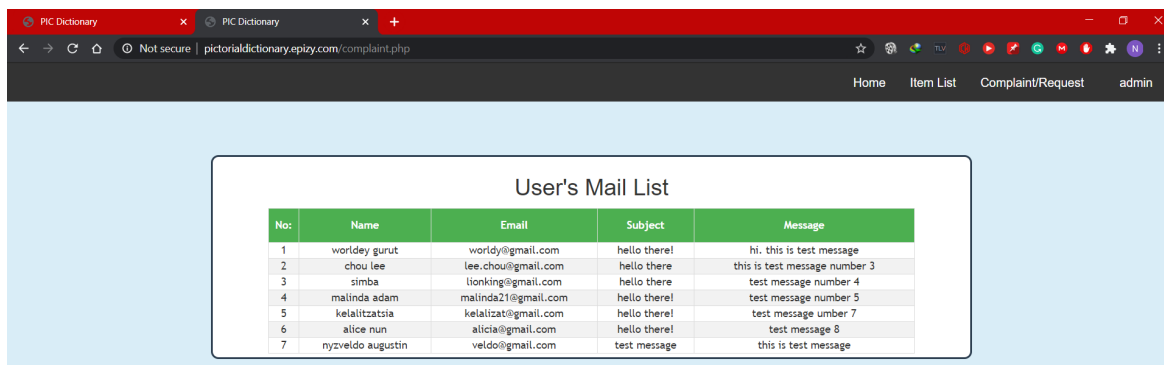 PIC Dictionary PIC Dictionary
Not secure | pictorialdictionary.epizy.com/complaint.php TLV G M N
Home Item List Complaint/Request admin
User's Mail List
No: Name Email Subject Message
1 worldey gurut worldy@gmail.com hello there! hi. this is test message
2 chou lee lee.chou@gmail.com hello there this is test message number 3
3 simba lionking@gmail.com hello there test message number 4
4 malinda adam malinda21@gmail.com hello there! test message number 5
5 kelalitzatsia kelalizat@gmail.com hello there! test message umber 7
6 alice nun alicia@gmail.com hello there! test message 8
7 nyzveldo augustin veldo@gmail.com test message this is test message